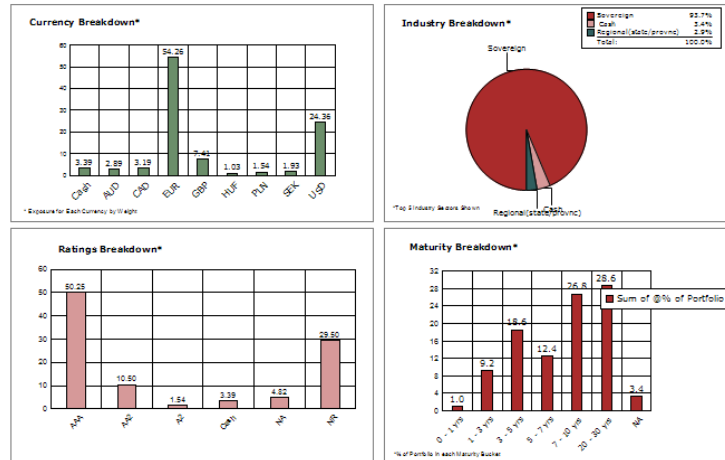 Currency Breakdown*
60
50
40
30
20
10
0
3.39
2.89
3.19
54.26
7.41
1.03
1.54
1.93
24.36
Cash
AUD
CAD
EUR
GBP
HUF
PLN
SEK
USD
* Exposure for Each Currency by Weight
Industry Breakdown*
Sovereign 93.7%
Cash 3.4%
Regional(state/provnc) 2.9%
Total: 100.0%
Sovereign
Cash
Regional(state/provnc)
*Top 5 Industry Sectors Shown
Ratings Breakdown*
60
50
40
30
20
10
0
50.25
10.50
1.54
3.39
4.82
29.50
AAA
AA2
A2
Cash
NA
NR
Maturity Breakdown*
32
28
24
20
16
12
8
4
0
1.0
9.2
18.6
12.4
26.8
28.6
3.4
Sum of @% of Portfolio
0 - 1 yrs
1 - 3 yrs
3 - 5 yrs
5 - 7 yrs
7 - 10 yrs
20 - 30 yrs
NA
*% of Portfolio in each Maturity Bucket